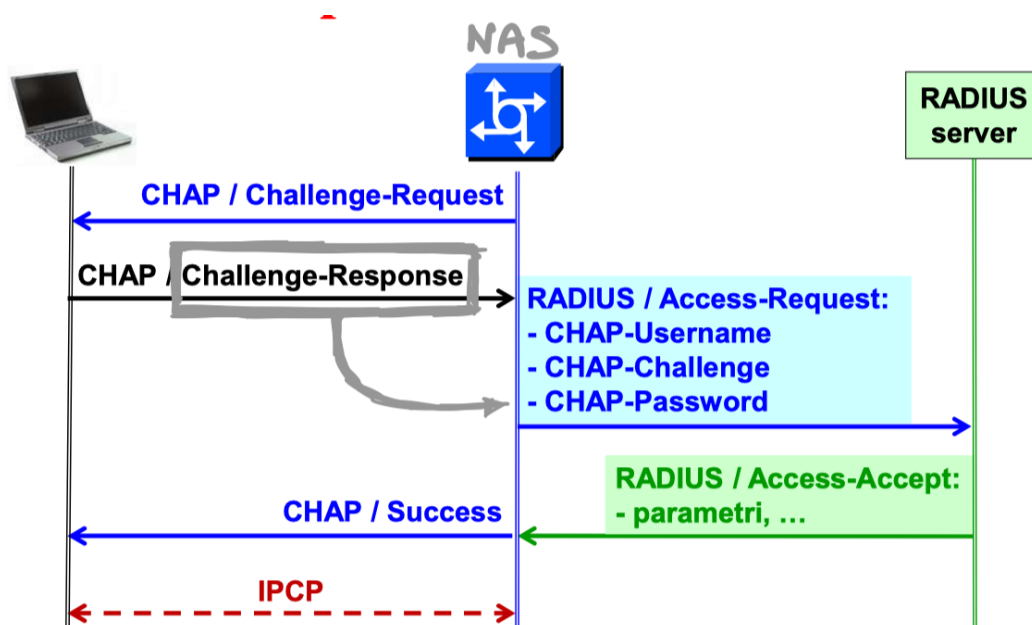 NAS
RADIUS
server
CHAP / Challenge-Request
CHAP / Challenge-Response
RADIUS / Access-Request:
- CHAP-Username
- CHAP-Challenge
- CHAP-Password
RADIUS / Access-Accept:
- parametri, ...
CHAP / Success
IPCP